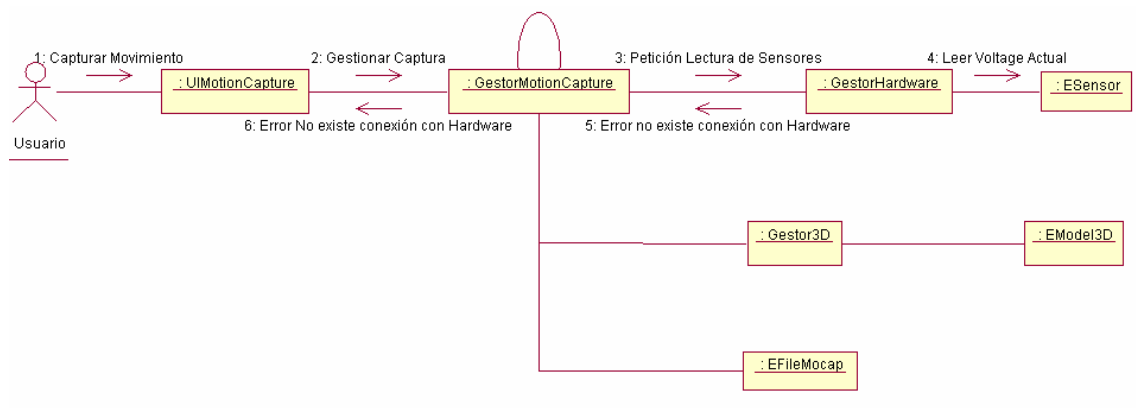 1: Capturar Movimiento
2: Gestionar Captura
3: Petición Lectura de Sensores
4: Leer Voltage Actual
: UIMotionCapture
: GestorMotionCapture
: GestorHardware
: ESensor
6: Error No existe conexión con Hardware
5: Error no existe conexión con Hardware
Usuario
: Gestor3D
: EModel3D
: EFileMocap